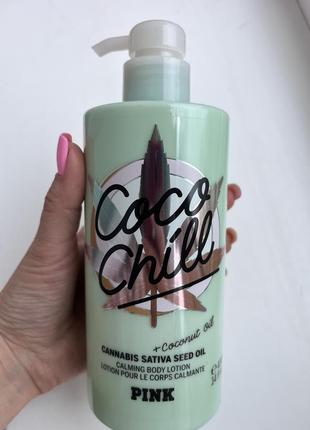 Coco
Chill
+ Coconut Oil
CANNABIS SATIVA SEED OIL
CALMING BODY LOTION
LOTION POUR LE CORPS CALMANTE
PINK